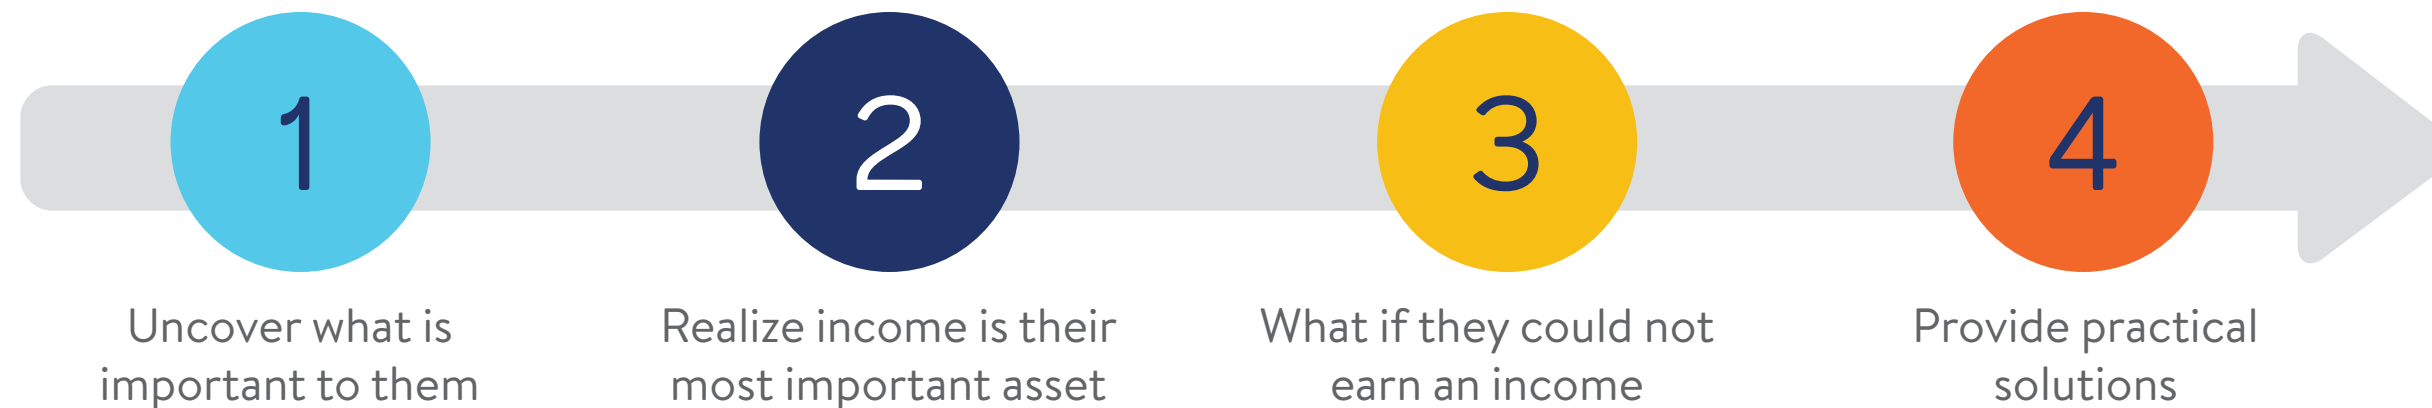 1
2
3
4
Uncover what is
important to them
Realize income is their
most important asset
What if they could not
earn an income
Provide practical
solutions